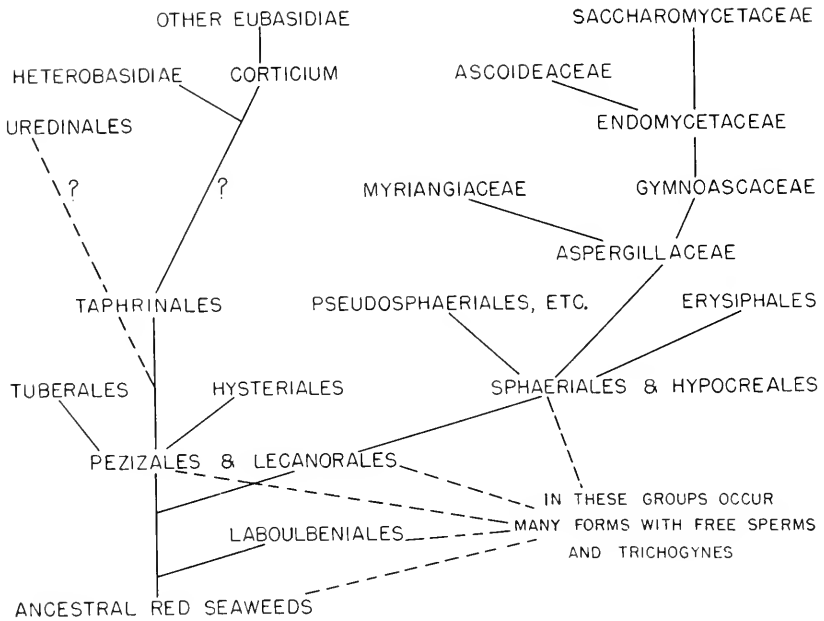 OTHER EUBASIDIAE
SACCHAROMYCETACEAE
HETEROBASIDIAE
CORTICIUM
ASCOIDEACEAE
UREDINALES
ENDOMYCETACEAE
?
?
MYRIANGIACEAE
GYMNOASCACEAE
ASPERGILLACEAE
TAPHRINALES
PSEUDOSPHAERIALES, ETC.
ERYSIPHALES
TUBERALES
HYSTERIALES
SPHAERIALES & HYPOCREALES
PEZIZALES & LECANORALES
IN THESE GROUPS OCCUR
MANY FORMS WITH FREE SPERMS
AND TRICHOGYNES
LABOULBENIALES
ANCESTRAL RED SEAWEEDS